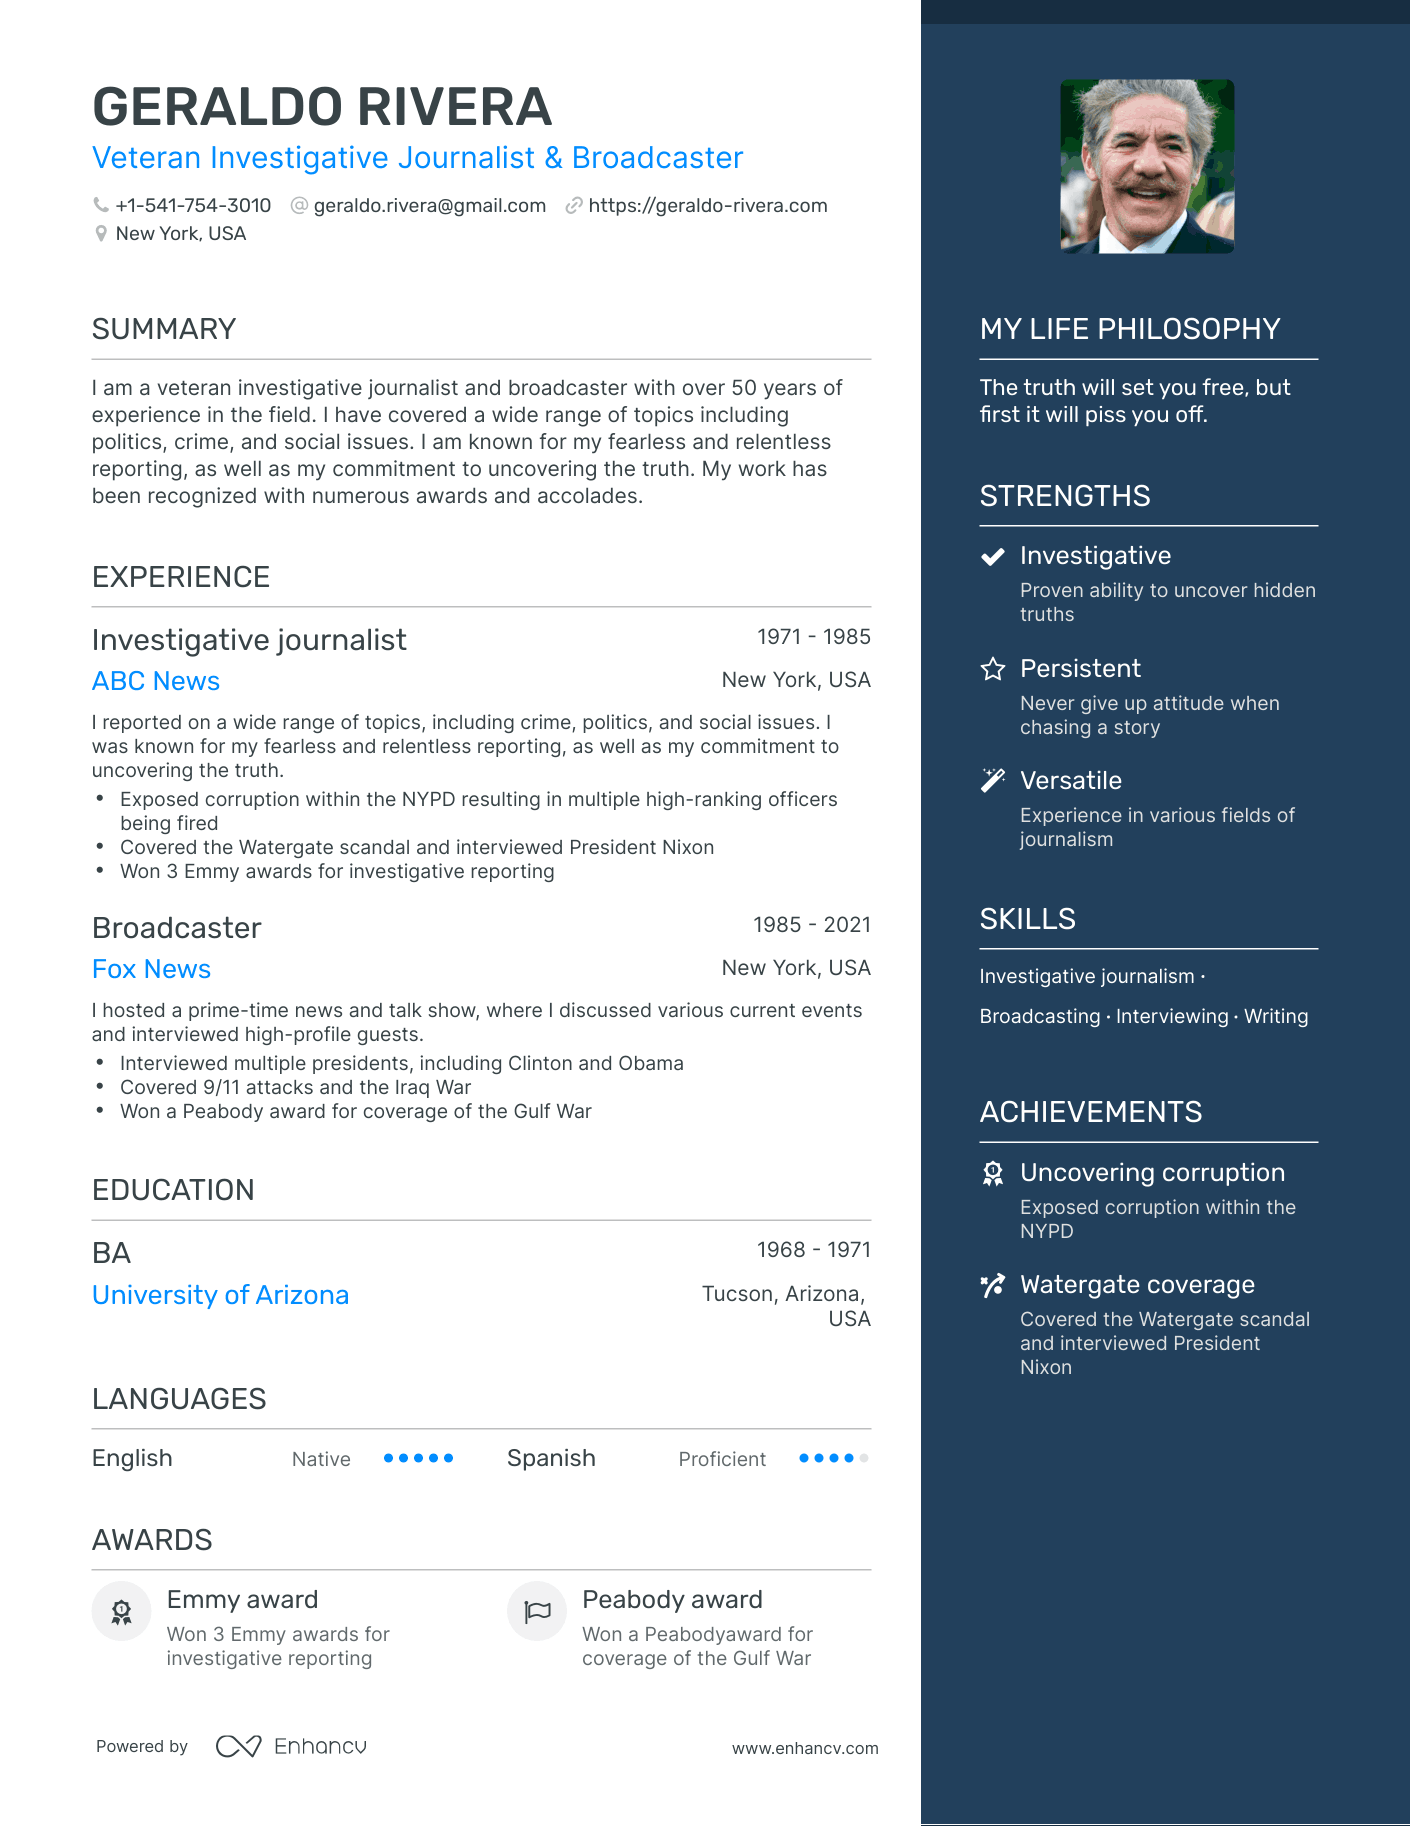 GERALDO RIVERA
Veteran Investigative Journalist & Broadcaster
+1-541-754-3010 @ geraldo.rivera@gmail.com https://geraldo-rivera.com
New York, USA
SUMMARY
I am a veteran investigative journalist and broadcaster with over 50 years of
experience in the field. I have covered a wide range of topics including
politics, crime, and social issues. I am known for my fearless and relentless
reporting, as well as my commitment to uncovering the truth. My work has
been recognized with numerous awards and accolades.
EXPERIENCE
Investigative journalist 1971 - 1985
ABC News New York, USA
I reported on a wide range of topics, including crime, politics, and social issues. I
was known for my fearless and relentless reporting, as well as my commitment to
uncovering the truth.
• Exposed corruption within the NYPD resulting in multiple high-ranking officers
being fired
• Covered the Watergate scandal and interviewed President Nixon
• Won 3 Emmy awards for investigative reporting
Broadcaster 1985 - 2021
Fox News New York, USA
I hosted a prime-time news and talk show, where I discussed various current events
and interviewed high-profile guests.
• Interviewed multiple presidents, including Clinton and Obama
• Covered 9/11 attacks and the Iraq War
• Won a Peabody award for coverage of the Gulf War
EDUCATION
BA 1968 - 1971
University of Arizona Tucson, Arizona,
USA
LANGUAGES
English Native Spanish Proficient
AWARDS
Emmy award
Won 3 Emmy awards for
investigative reporting
Peabody award
Won a Peabodyaward for
coverage of the Gulf War
Powered by Enhancv www.enhancv.com
MY LIFE PHILOSOPHY
The truth will set you free, but
first it will piss you off.
STRENGTHS
Investigative
Proven ability to uncover hidden
truths
Persistent
Never give up attitude when
chasing a story
Versatile
Experience in various fields of
journalism
SKILLS
Investigative journalism ·
Broadcasting · Interviewing · Writing
ACHIEVEMENTS
Uncovering corruption
Exposed corruption within the
NYPD
Watergate coverage
Covered the Watergate scandal
and interviewed President
Nixon